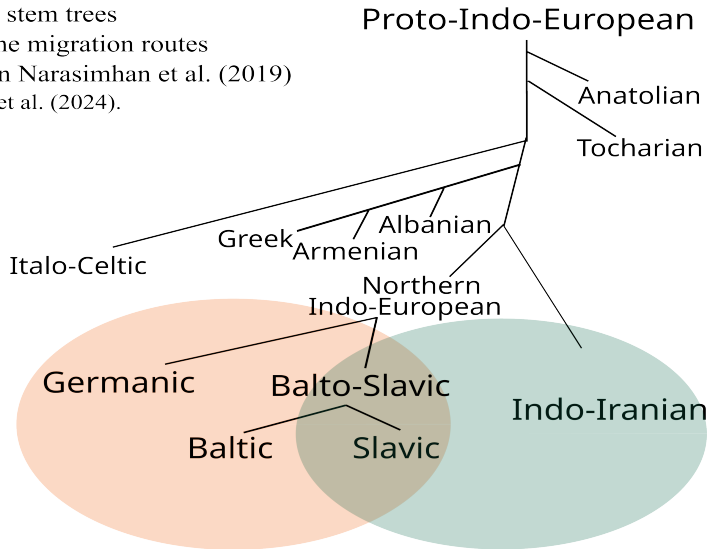 stem trees
migration routes
Narasimhan et al. (2019)
et al. (2024).
Proto-Indo-European
Anatolian
Tocharian
Albanian
Greek
Armenian
Italo-Celtic
Northern
Indo-European
Germanic
Balto-Slavic
Indo-Iranian
Baltic
Slavic